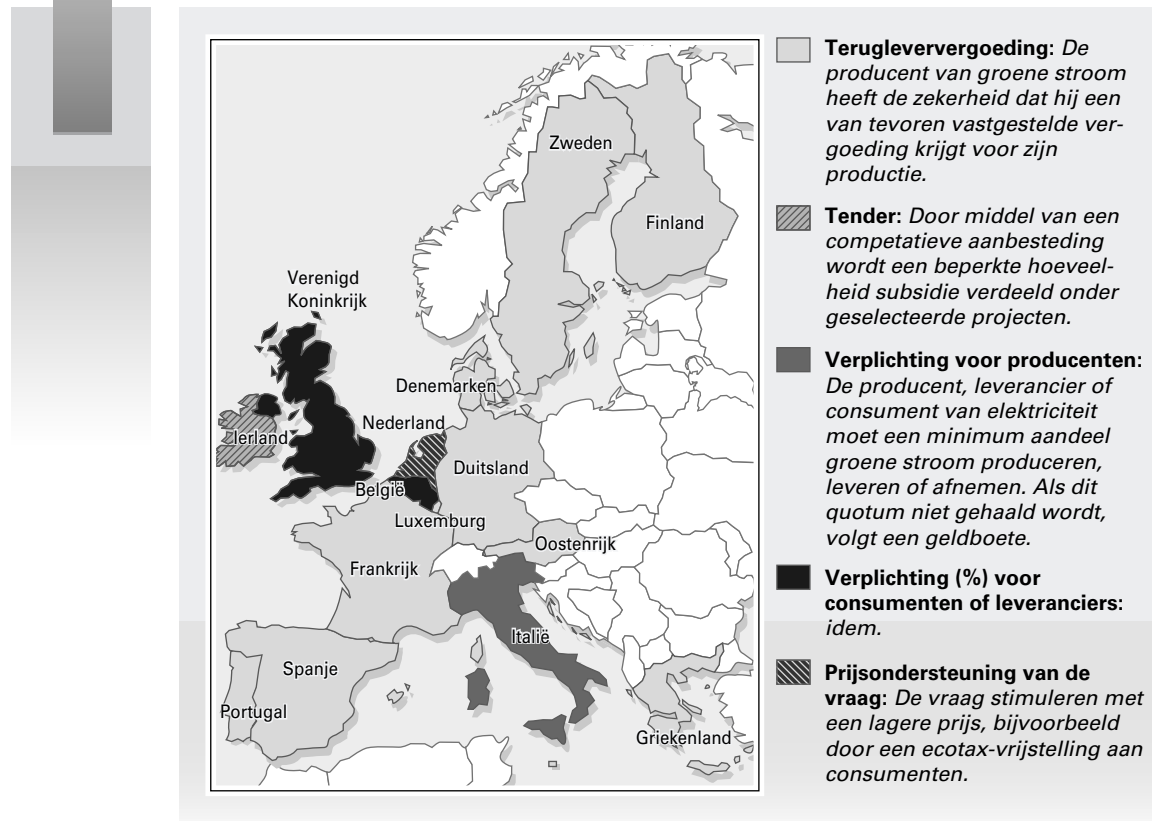 Zweden
Finland
Verenigd
Koninkrijk
Denemarken
Nederland
Ierland
Duitsland
België
Luxemburg
Oostenrijk
Frankrijk
Italië
Spanje
Portugal
Griekenland
Terugleververgoeding: De
producent van groene stroom
heeft de zekerheid dat hij een
van tevoren vastgestelde ver-
goeding krijgt voor zijn
productie.
Tender: Door middel van een
competatieve aanbesteding
wordt een beperkte hoeveel-
heid subsidie verdeeld onder
geselecteerde projecten.
Verplichting voor producenten:
De producent, leverancier of
consument van elektriciteit
moet een minimum aandeel
groene stroom produceren,
leveren of afnemen. Als dit
quotum niet gehaald wordt,
volgt een geldboete.
Verplichting (%) voor
consumenten of leveranciers:
idem.
Prijsondersteuning van de
vraag: De vraag stimuleren met
een lagere prijs, bijvoorbeeld
door een ecotax-vrijstelling aan
consumenten.